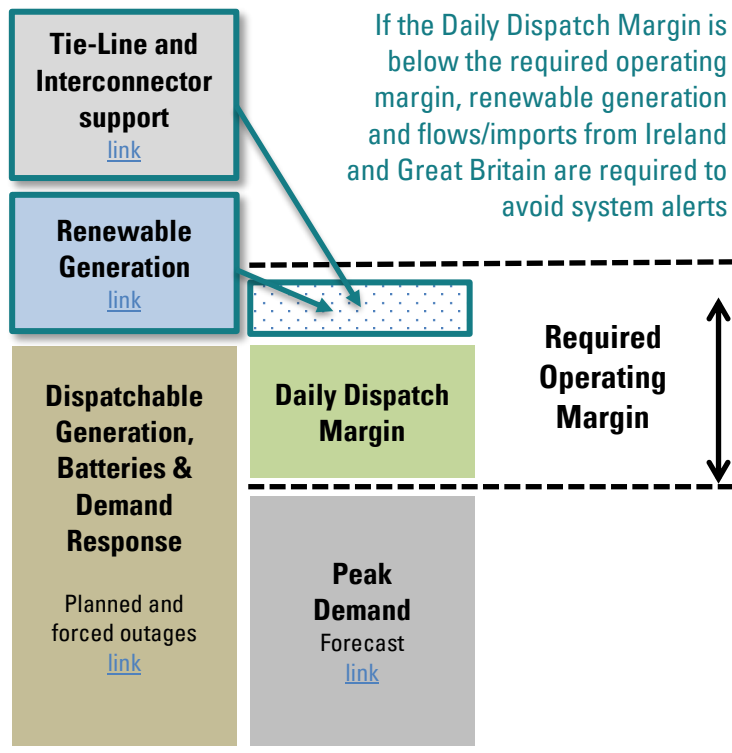 Tie-Line and
Interconnector
support
link
If the Daily Dispatch Margin is
below the required operating
margin, renewable generation
and flows/imports from Ireland
and Great Britain are required to
avoid system alerts
Renewable
Generation
link
Required
Operating
Margin
Daily Dispatch
Margin
Dispatchable
Generation,
Batteries &
Demand
Response
Planned and
forced outages
link
Peak
Demand
Forecast
link